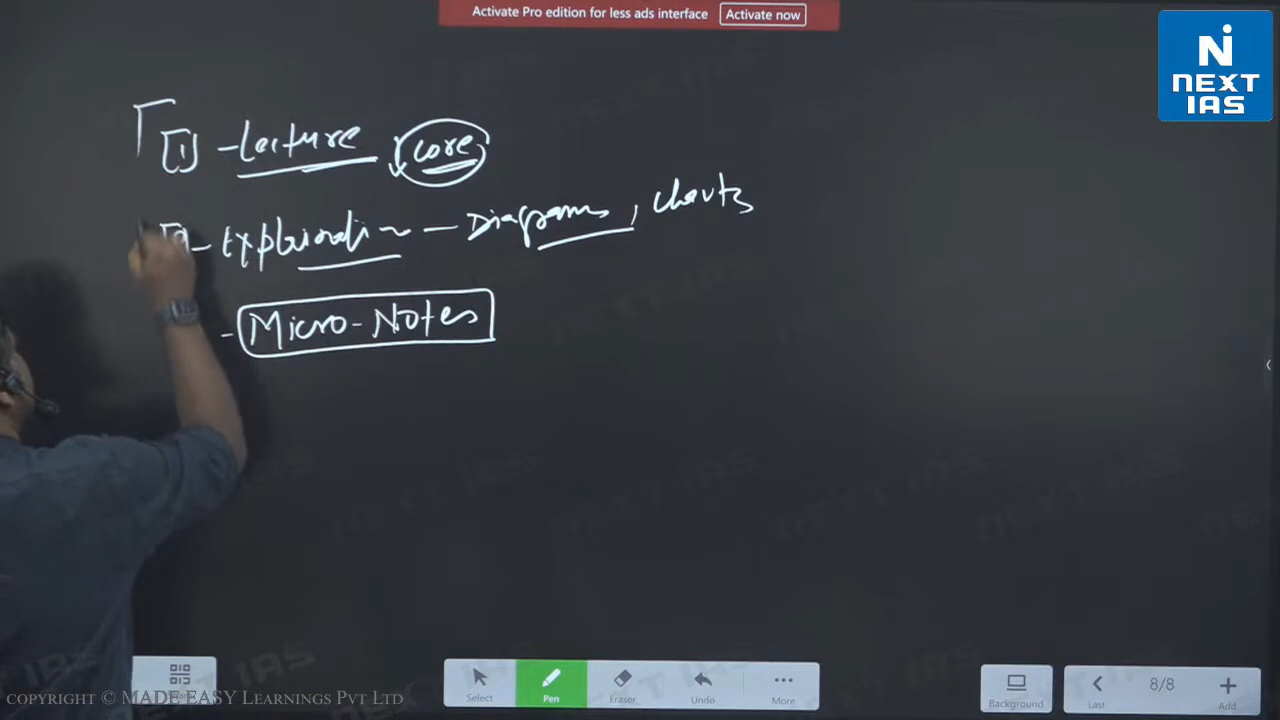 Activate Pro edition for less ads interface Activate now
NEXT
IAS
[1] - Lecture (core)
- Explanation - Diagrams, charts
- Micro-Notes
Select Pen Eraser Undo More
Background
Last 8/8 Add
COPYRIGHT © MADE EASY LEARNINGS PVT LTD